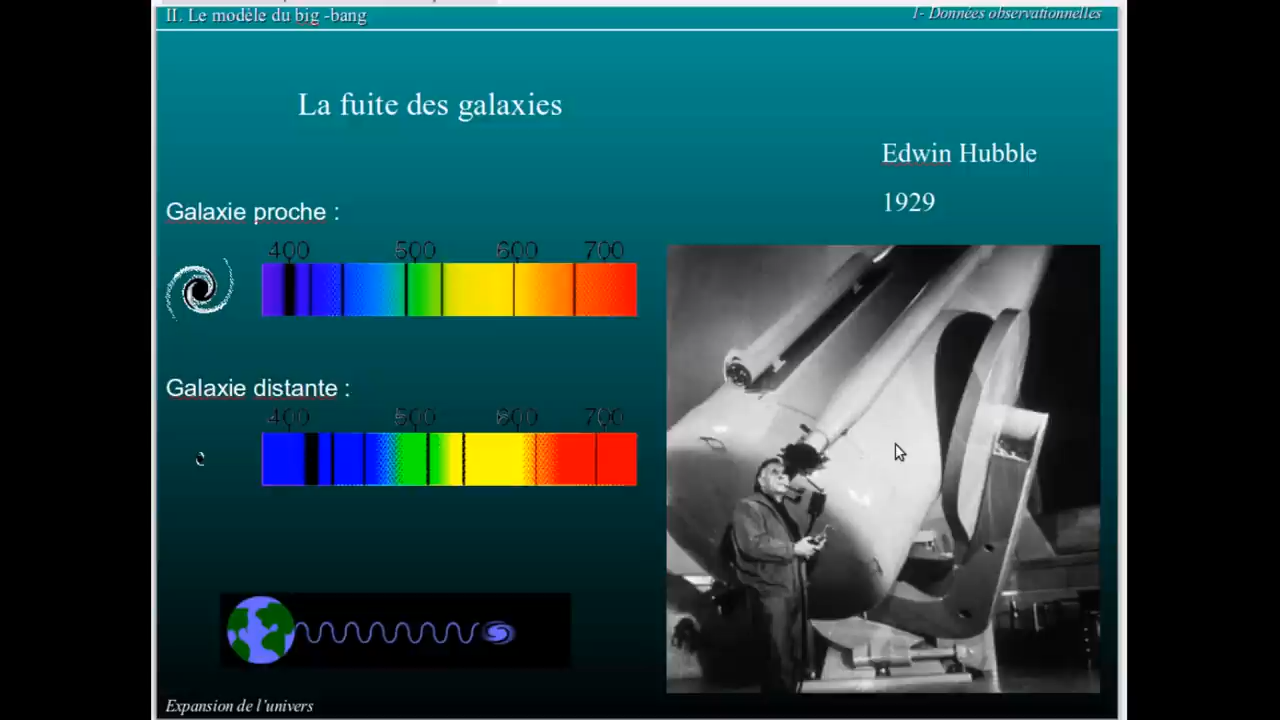 II. Le modèle du big -bang
1- Données observationnelles
La fuite des galaxies
Edwin Hubble
1929
Galaxie proche :
400 500 600 700
Galaxie distante :
400 500 600 700
Expansion de l’univers